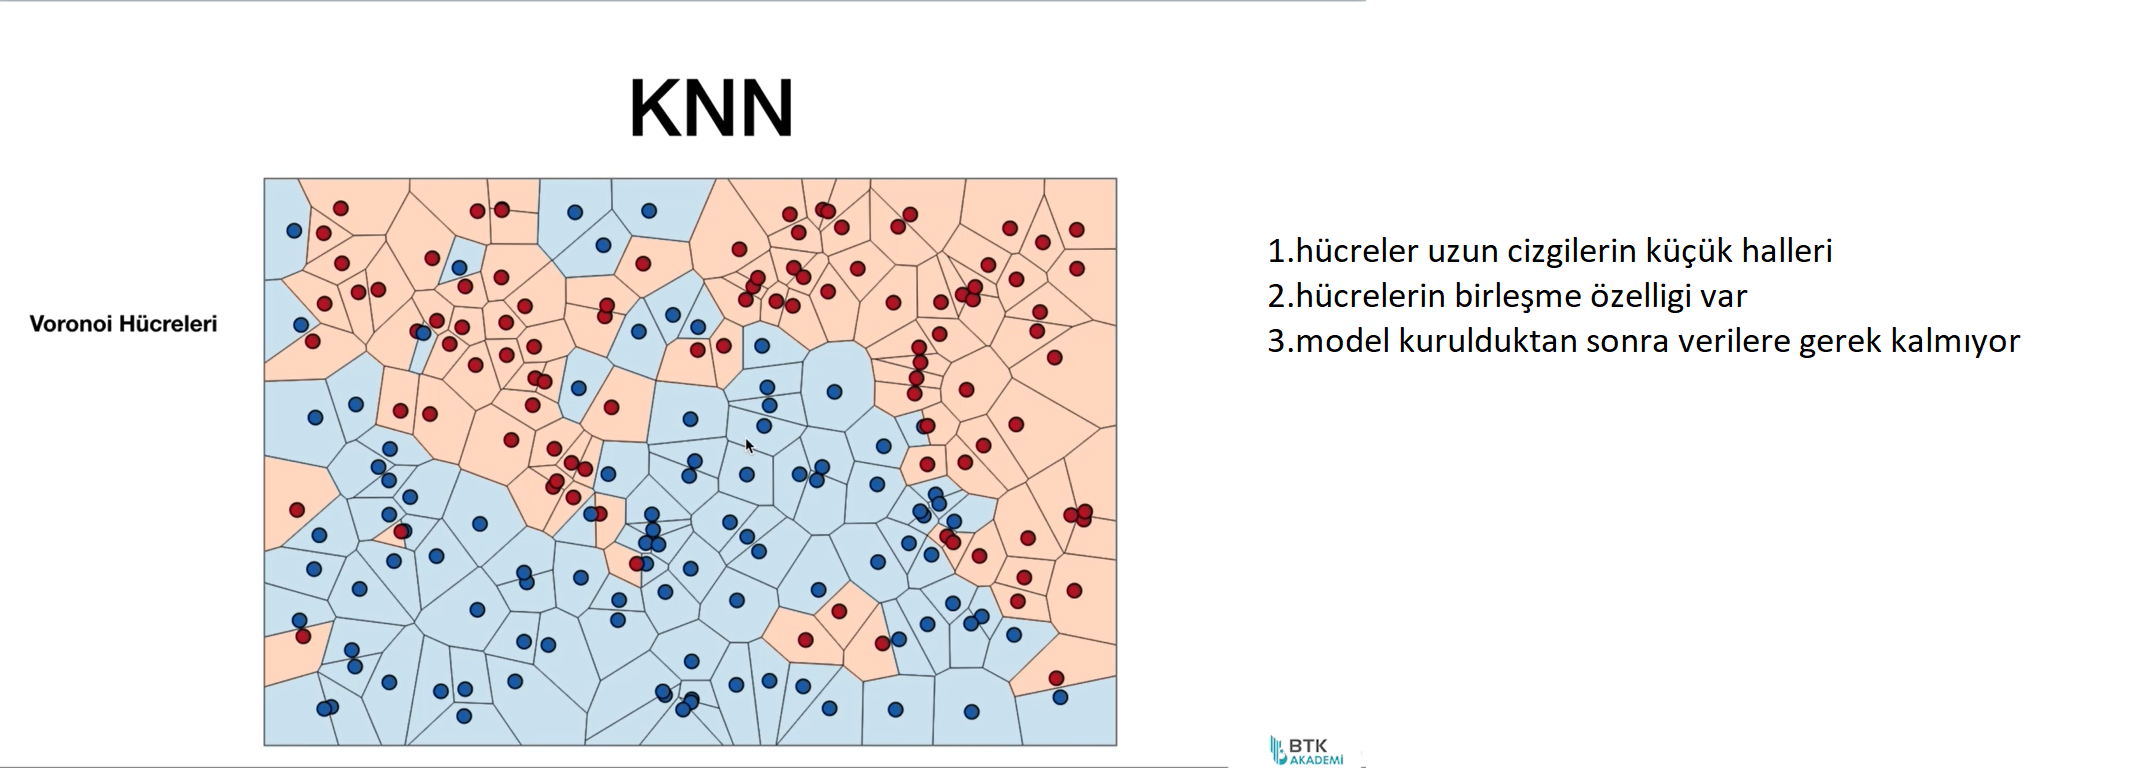 KNN
Voronoi Hücreleri
1.hücreler uzun cizgilerin küçük halleri
2.hücrelerin birleşme özelligi var
3.model kurulduktan sonra verilere gerek kalmıyor
BTK
AKADEMİ